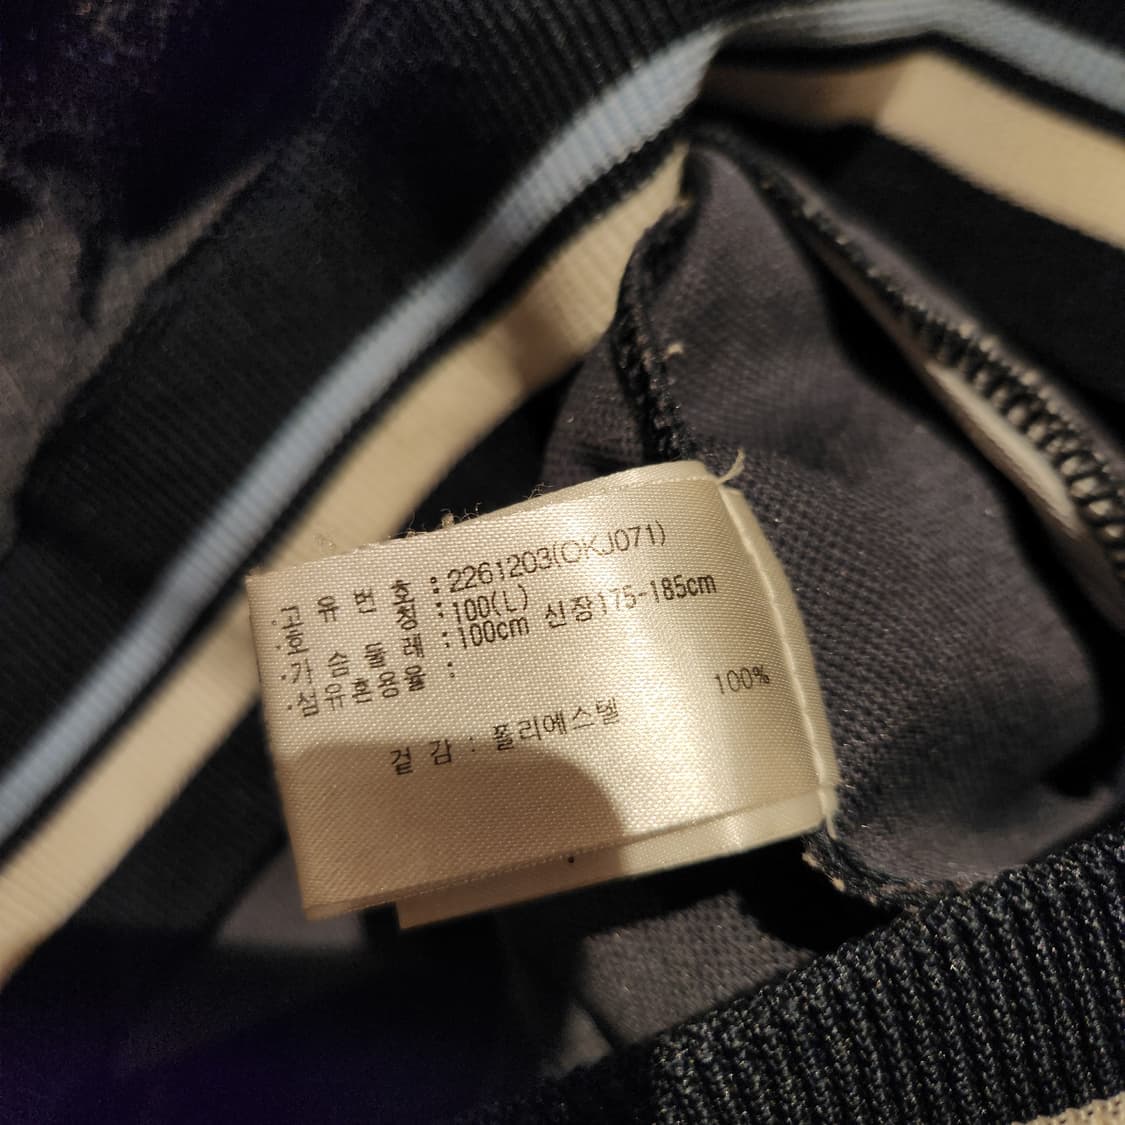 ·고 유 번 호 : 2261203(OKJ071)
·호 칭 : 100(L)
·가 슴 둘 레 : 100cm 신장175-185cm
·섬유혼용율 :
겉 감 : 폴리에스텔 100%